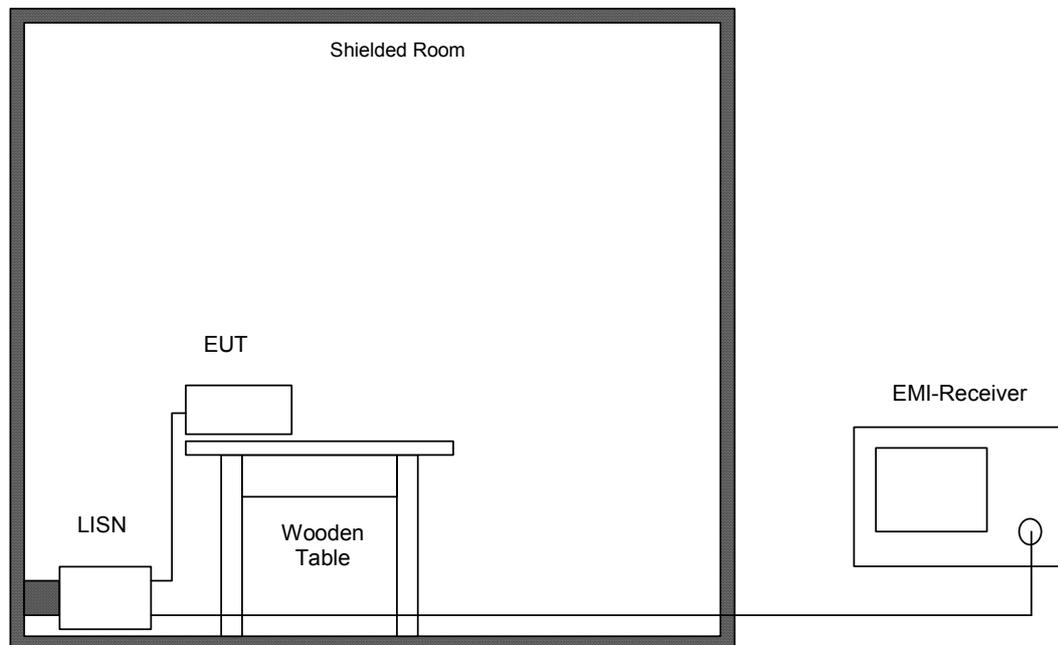 Shielded Room
EUT
EMI-Receiver
LISN
Wooden
Table